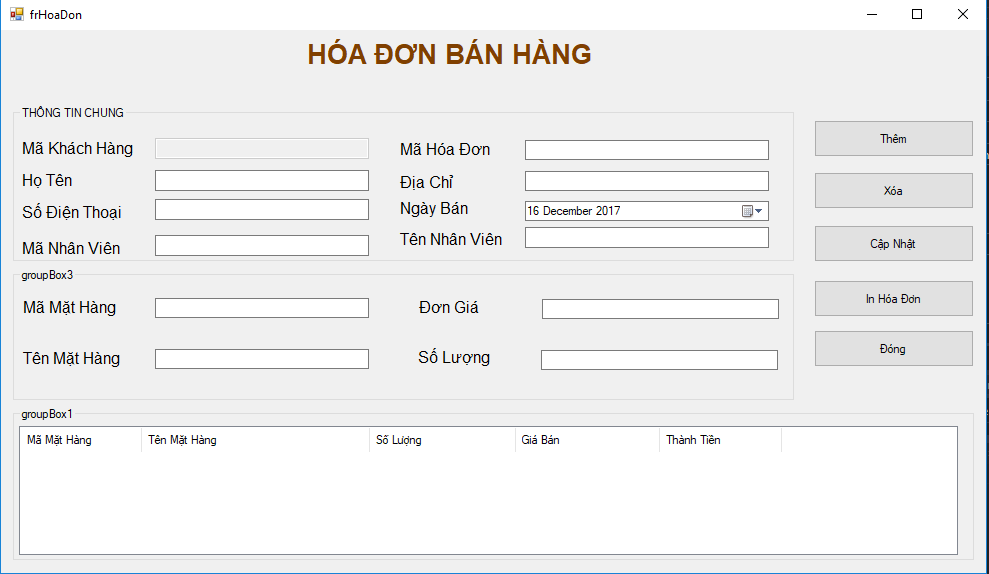 frHoaDon
HÓA ĐƠN BÁN HÀNG
THÔNG TIN CHUNG
Mã Khách Hàng
Mã Hóa Đơn
Họ Tên
Địa Chỉ
Số Điện Thoại
Ngày Bán 16 December 2017
Mã Nhân Viên
Tên Nhân Viên
groupBox3
Mã Mặt Hàng
Đơn Giá
Tên Mặt Hàng
Số Lượng
Thêm
Xóa
Cập Nhật
In Hóa Đơn
Đóng
groupBox1
Mã Mặt Hàng Tên Mặt Hàng Số Lượng Giá Bán Thành Tiền